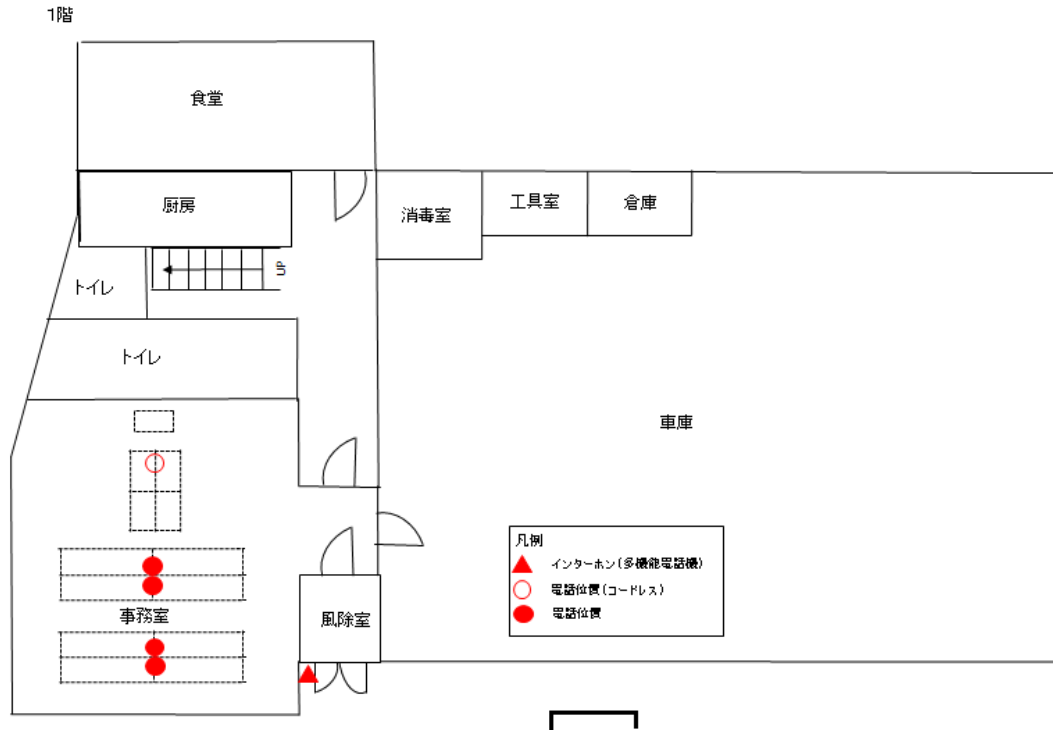 1階
食堂
厨房
消毒室
工具室
倉庫
UP
トイレ
トイレ
車庫
凡例
インターホン(多機能電話機)
電話位置(コードレス)
電話位置
事務室
風除室